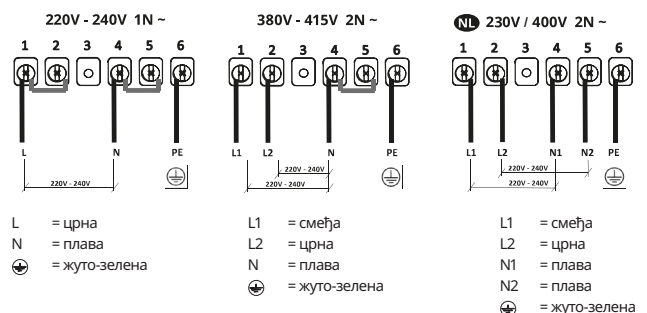 220V - 240V 1N ~
1 2 3 4 5 6
L N PE
220V - 240V
L = црна
N = плава
= жуто-зелена
380V - 415V 2N ~
1 2 3 4 5 6
L1 L2 N PE
220V - 240V
220V - 240V
L1 = смеђа
L2 = црна
N = плава
= жуто-зелена
NL 230V / 400V 2N ~
1 2 3 4 5 6
L1 L2 N1 N2 PE
220V - 240V
220V - 240V
L1 = смеђа
L2 = црна
N1 = плава
N2 = плава
= жуто-зелена